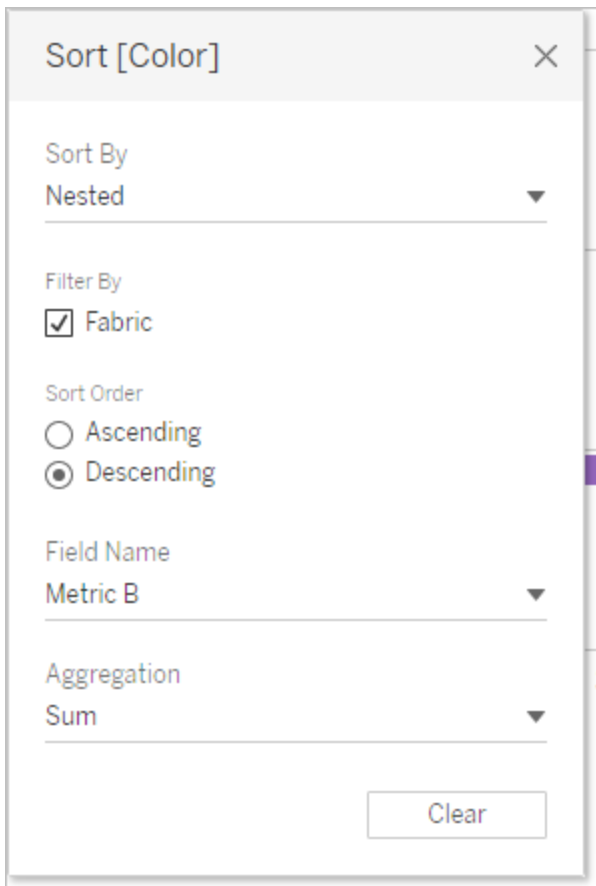 Sort [Color]
Sort By
Nested
Filter By
Fabric
Sort Order
Ascending
Descending
Field Name
Metric B
Aggregation
Sum
Clear